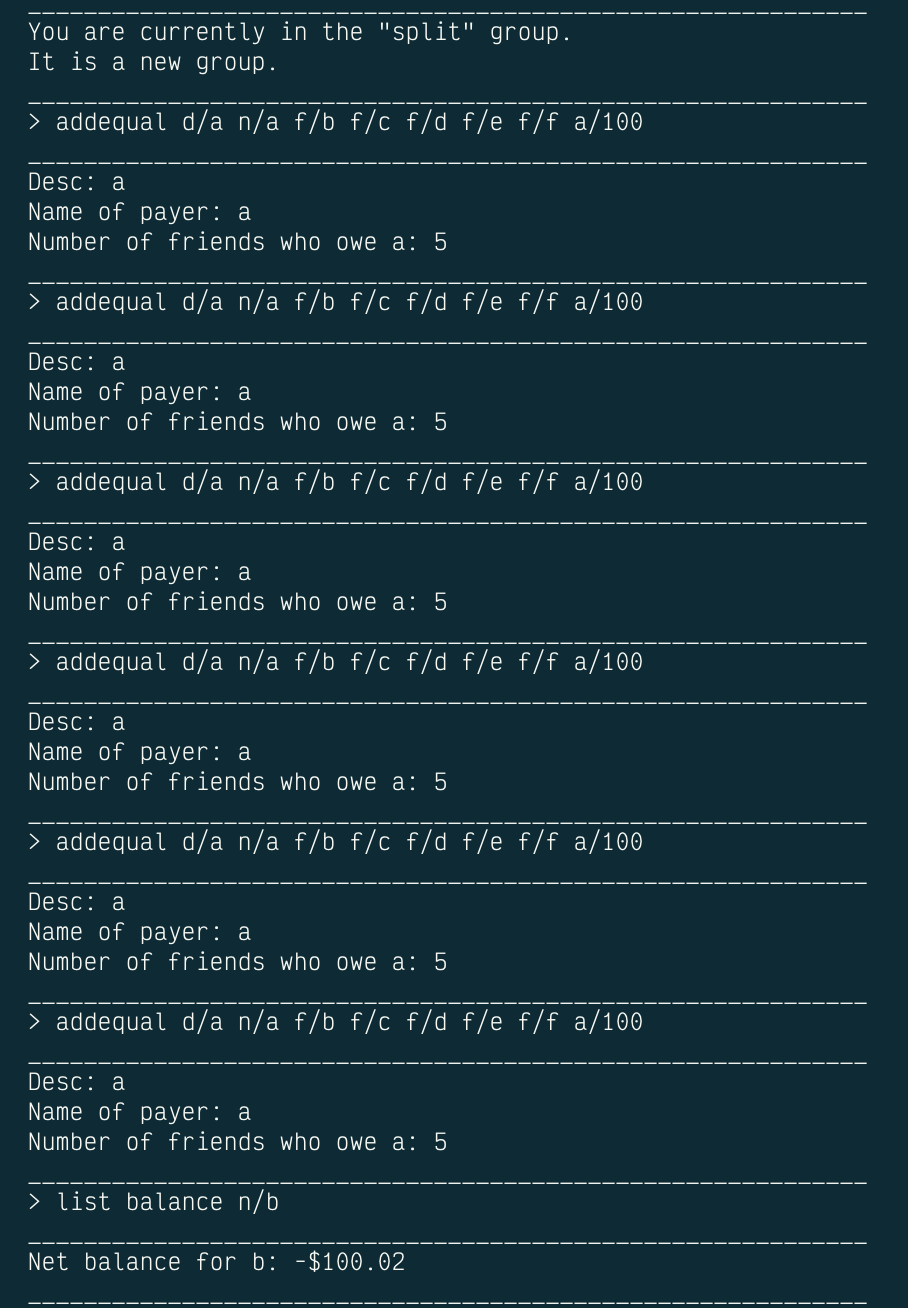 You are currently in the "split" group.
It is a new group.
> addequal d/a n/a f/b f/c f/d f/e f/f a/100
Desc: a
Name of payer: a
Number of friends who owe a: 5
> addequal d/a n/a f/b f/c f/d f/e f/f a/100
Desc: a
Name of payer: a
Number of friends who owe a: 5
> addequal d/a n/a f/b f/c f/d f/e f/f a/100
Desc: a
Name of payer: a
Number of friends who owe a: 5
> addequal d/a n/a f/b f/c f/d f/e f/f a/100
Desc: a
Name of payer: a
Number of friends who owe a: 5
> addequal d/a n/a f/b f/c f/d f/e f/f a/100
Desc: a
Name of payer: a
Number of friends who owe a: 5
> addequal d/a n/a f/b f/c f/d f/e f/f a/100
Desc: a
Name of payer: a
Number of friends who owe a: 5
> list balance n/b
Net balance for b: -$100.02